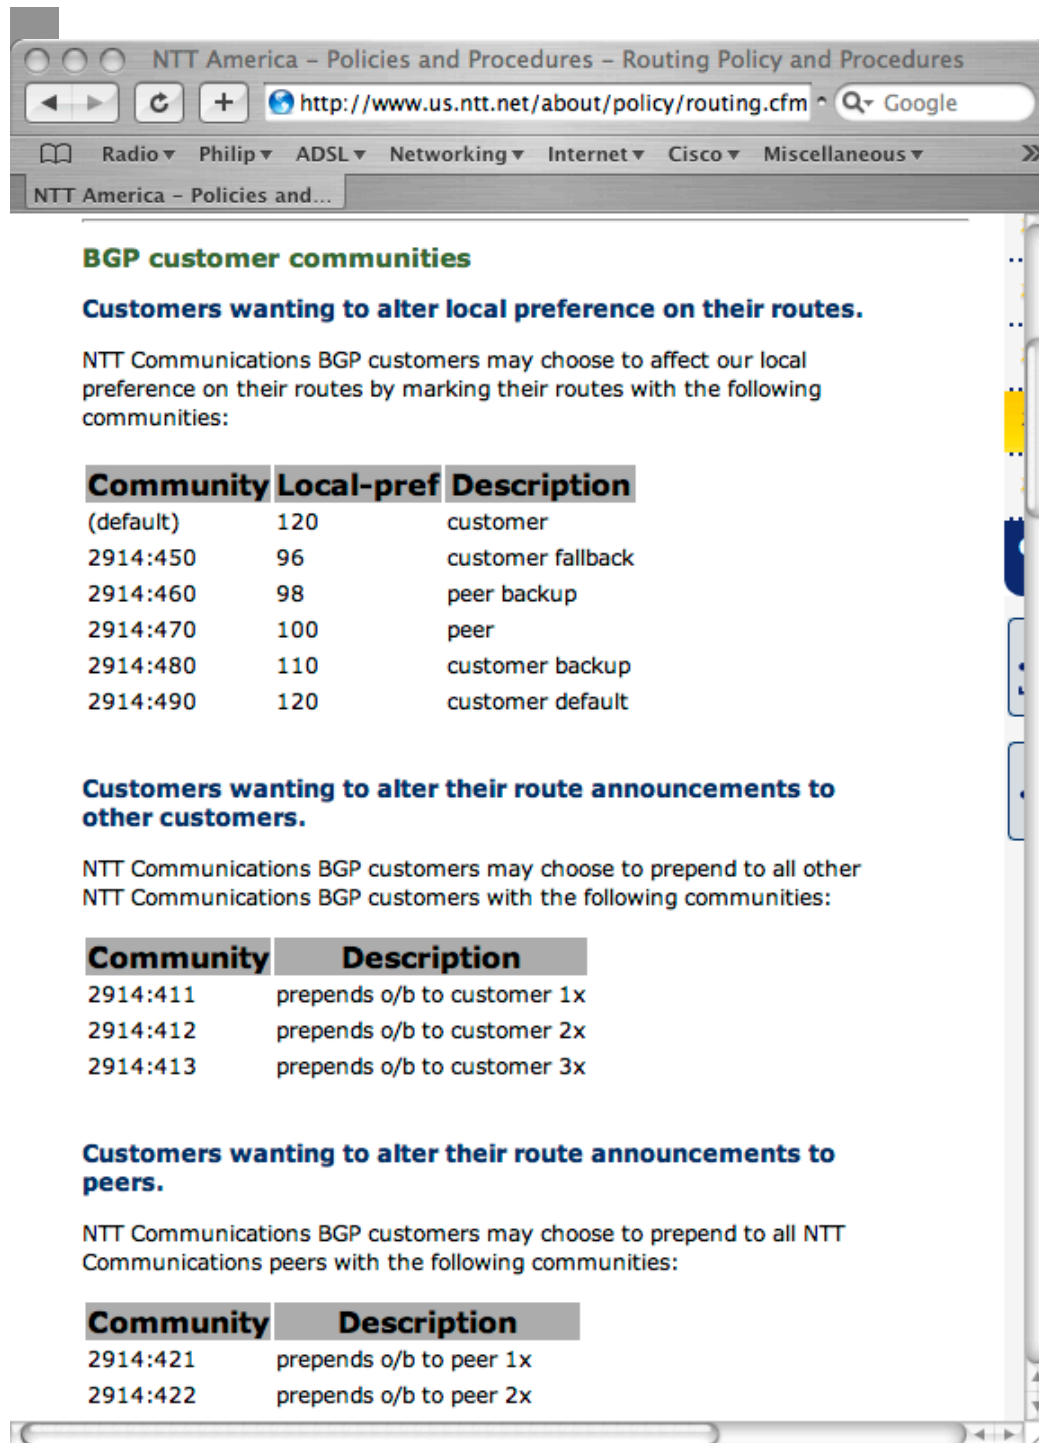 NTT America – Policies and Procedures – Routing Policy and Procedures
http://www.us.ntt.net/about/policy/routing.cfm Google
Radio Philip ADSL Networking Internet Cisco Miscellaneous »
NTT America – Policies and...
BGP customer communities
Customers wanting to alter local preference on their routes.
NTT Communications BGP customers may choose to affect our local
preference on their routes by marking their routes with the following
communities:
Community Local-pref Description
(default) 120 customer
2914:450 96 customer fallback
2914:460 98 peer backup
2914:470 100 peer
2914:480 110 customer backup
2914:490 120 customer default
Customers wanting to alter their route announcements to
other customers.
NTT Communications BGP customers may choose to prepend to all other
NTT Communications BGP customers with the following communities:
Community Description
2914:411 prepends o/b to customer 1x
2914:412 prepends o/b to customer 2x
2914:413 prepends o/b to customer 3x
Customers wanting to alter their route announcements to
peers.
NTT Communications BGP customers may choose to prepend to all NTT
Communications peers with the following communities:
Community Description
2914:421 prepends o/b to peer 1x
2914:422 prepends o/b to peer 2x